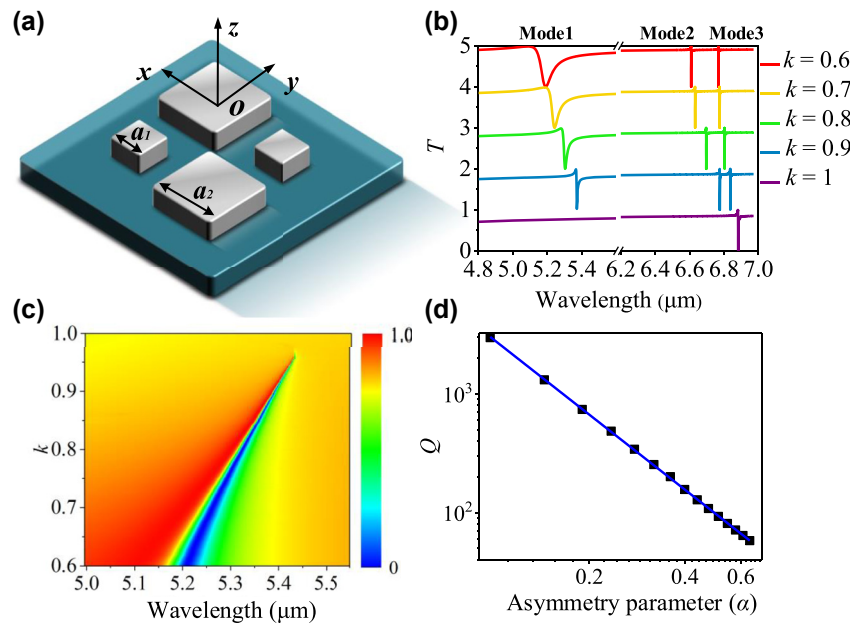 (a)
z
x
y
o
a1
a2
(b)
Mode1 Mode2 Mode3
5
4
3
2
1
0
T
4.8 5.0 5.2 5.4 6.2 6.4 6.6 6.8 7.0
Wavelength (μm)
k = 0.6
k = 0.7
k = 0.8
k = 0.9
k = 1
(c)
1.0
0.9
0.8
0.7
0.6
k
5.0 5.1 5.2 5.3 5.4 5.5
Wavelength (μm)
1.0
0
(d)
10³
10²
Q
0.2 0.4 0.6
Asymmetry parameter (α)